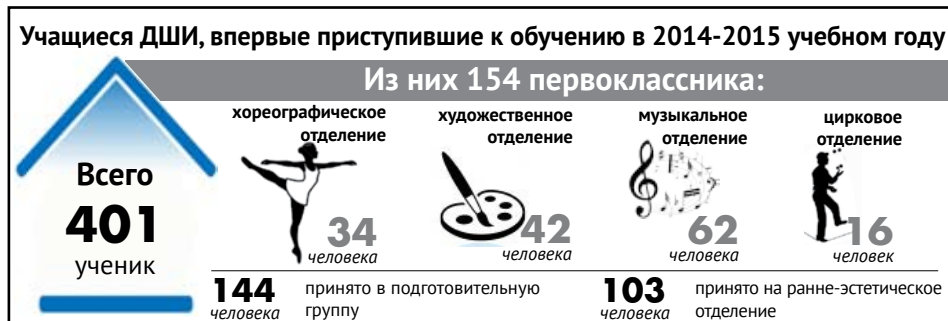 Учащиеся ДШИ, впервые приступившие к обучению в 2014-2015 учебном году
Из них 154 первоклассника:
Всего
401
ученик
хореографическое
отделение
34
человека
художественное
отделение
42
человека
музыкальное
отделение
62
человека
цирковое
отделение
16
человек
144
человека
принято в подготовительную
группу
103
человека
принято на ранне-эстетическое
отделение